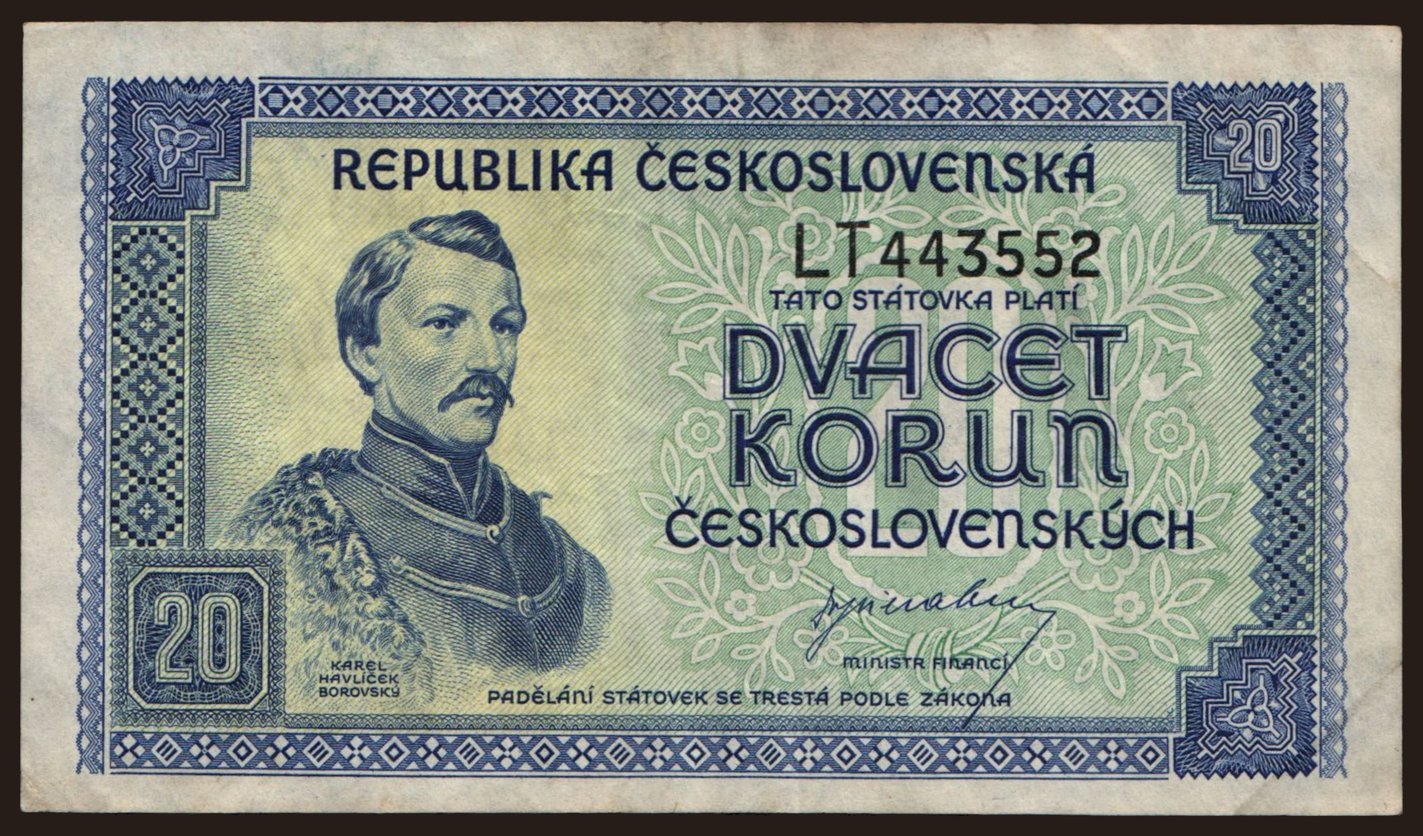 REPUBLIKA ČESKOSLOVENSKÁ
20
LT443552
TATO STÁTOVKA PLATÍ
DVACET
KORUN
ČESKOSLOVENSKÝCH
20
20
MINISTR FINANCÍ
KAREL
HAVLÍČEK
BOROVSKÝ
PADĚLÁNÍ STÁTOVEK SE TRESTÁ PODLE ZÁKONA